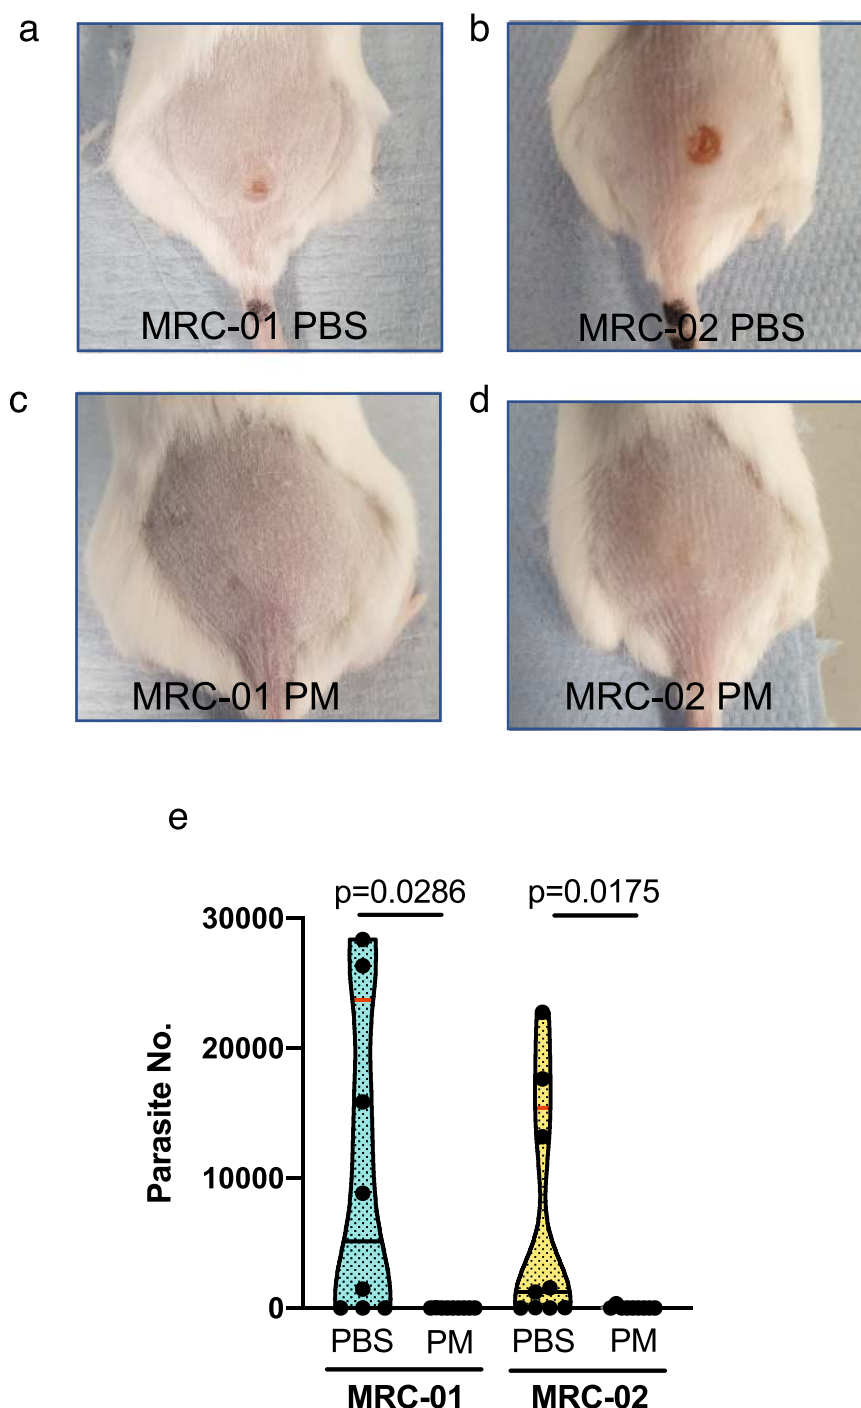 a
b
MRC-01 PBS
MRC-02 PBS
c
d
MRC-01 PM
MRC-02 PM
e
p=0.0286
p=0.0175
30000
20000
10000
0
Parasite No.
PBS
PM
PBS
PM
MRC-01
MRC-02